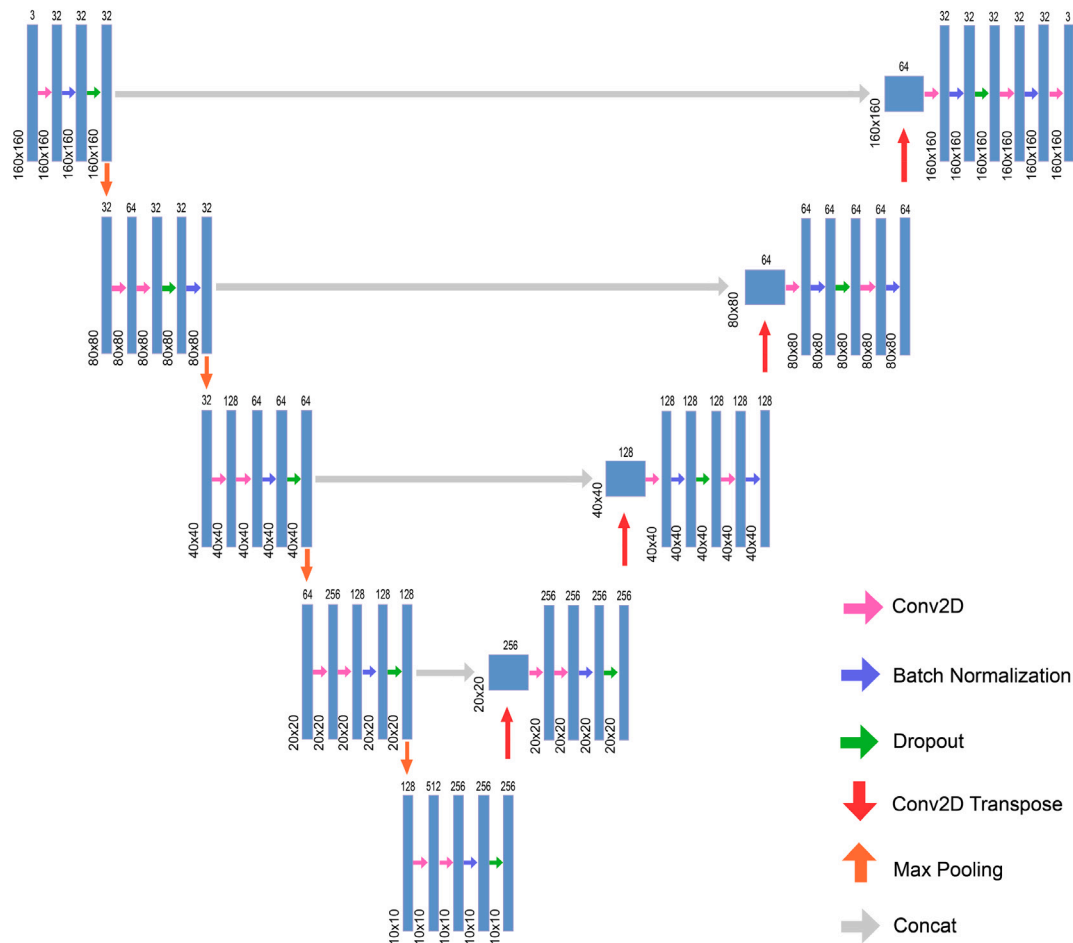 3 32 32 32
160x160 160x160 160x160 160x160
64
160x160
32 32 32 32 32 3
160x160 160x160 160x160 160x160 160x160 160x160
32 64 32 32 32
80x80 80x80 80x80 80x80 80x80
64
80x80
64 64 64 64 64
80x80 80x80 80x80 80x80 80x80
32 128 64 64 64
40x40 40x40 40x40 40x40 40x40
128
40x40
128 128 128 128 128
40x40 40x40 40x40 40x40 40x40
64 256 128 128 128
20x20 20x20 20x20 20x20 20x20
256
20x20
256 256 256 256
20x20 20x20 20x20 20x20
128 512 256 256 256
10x10 10x10 10x10 10x10 10x10
Conv2D
Batch Normalization
Dropout
Conv2D Transpose
Max Pooling
Concat